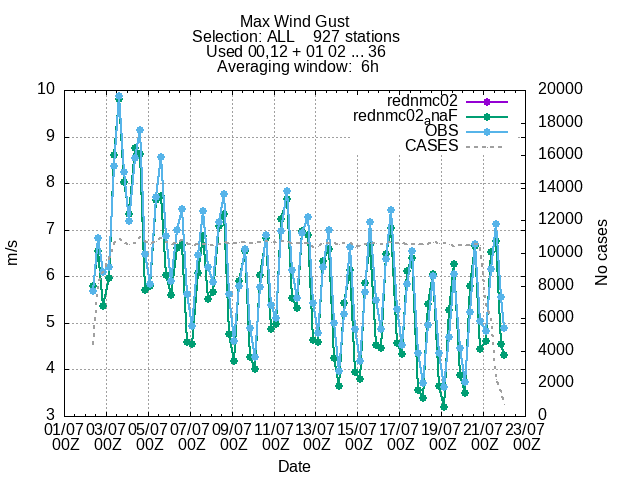 Max Wind Gust
Selection: ALL 927 stations
Used 00,12 + 01 02 ... 36
Averaging window: 6h
rednmc02
rednmc02anaF
OBS
CASES
10
9
8
7
6
5
4
3
m/s
20000
18000
16000
14000
12000
10000
8000
6000
4000
2000
0
No cases
01/07 03/07 05/07 07/07 09/07 11/07 13/07 15/07 17/07 19/07 21/07 23/07
00Z 00Z 00Z 00Z 00Z 00Z 00Z 00Z 00Z 00Z 00Z 00Z
Date